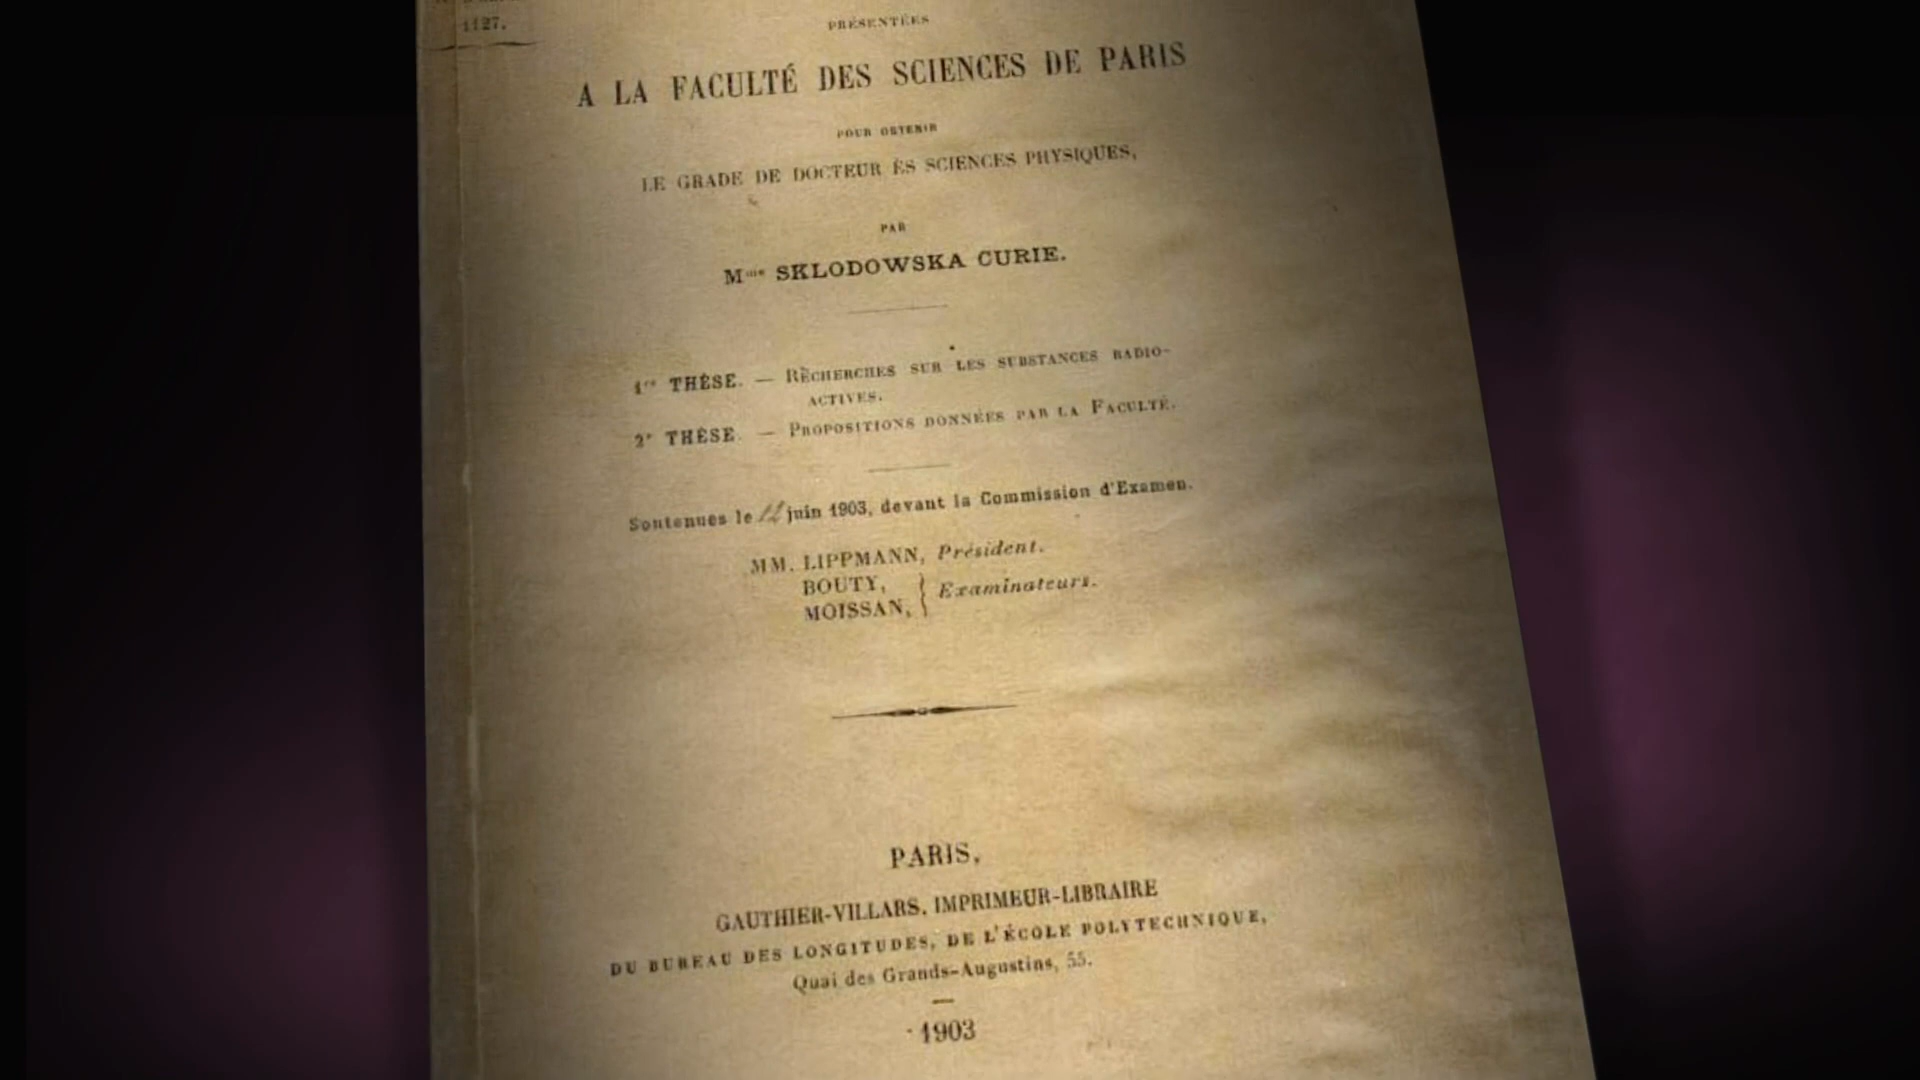 1127.
PRÉSENTÉES
A LA FACULTÉ DES SCIENCES DE PARIS
POUR OBTENIR
LE GRADE DE DOCTEUR ÈS SCIENCES PHYSIQUES,
PAR
Mme SKLODOWSKA CURIE.
1re THÈSE. — RECHERCHES SUR LES SUBSTANCES RADIO-
ACTIVES.
2e THÈSE. — PROPOSITIONS DONNÉES PAR LA FACULTÉ.
Soutenues le 12 juin 1903, devant la Commission d'Examen.
MM. LIPPMANN, Président.
BOUTY,
MOISSAN, } Examinateurs.
PARIS,
GAUTHIER-VILLARS, IMPRIMEUR-LIBRAIRE
DU BUREAU DES LONGITUDES, DE L'ÉCOLE POLYTECHNIQUE,
Quai des Grands-Augustins, 55.
1903